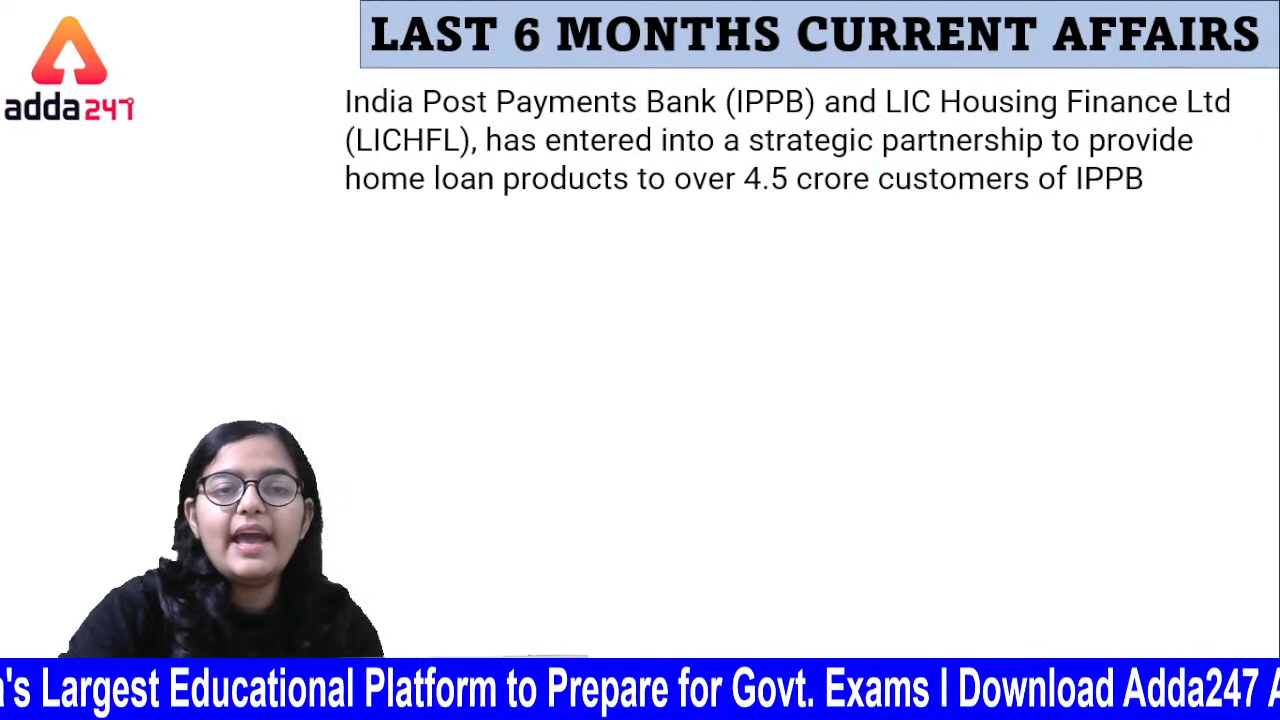 LAST 6 MONTHS CURRENT AFFAIRS
adda247
India Post Payments Bank (IPPB) and LIC Housing Finance Ltd
(LICHFL), has entered into a strategic partnership to provide
home loan products to over 4.5 crore customers of IPPB
's Largest Educational Platform to Prepare for Govt. Exams I Download Adda247 A